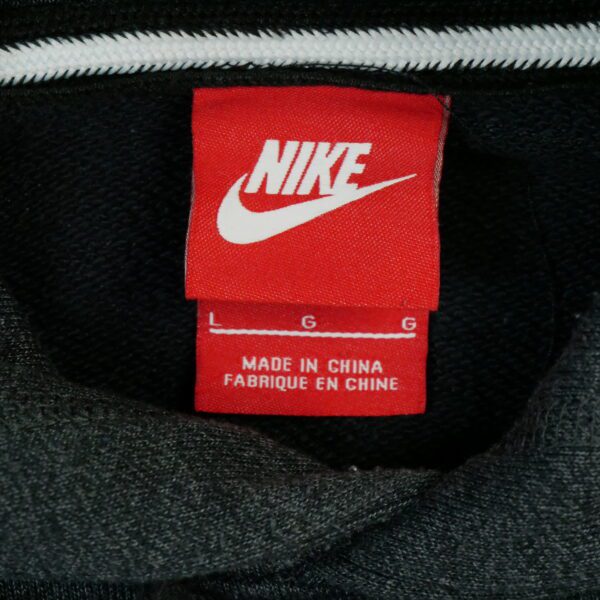 NIKE
L G G
MADE IN CHINA
FABRIQUE EN CHINE